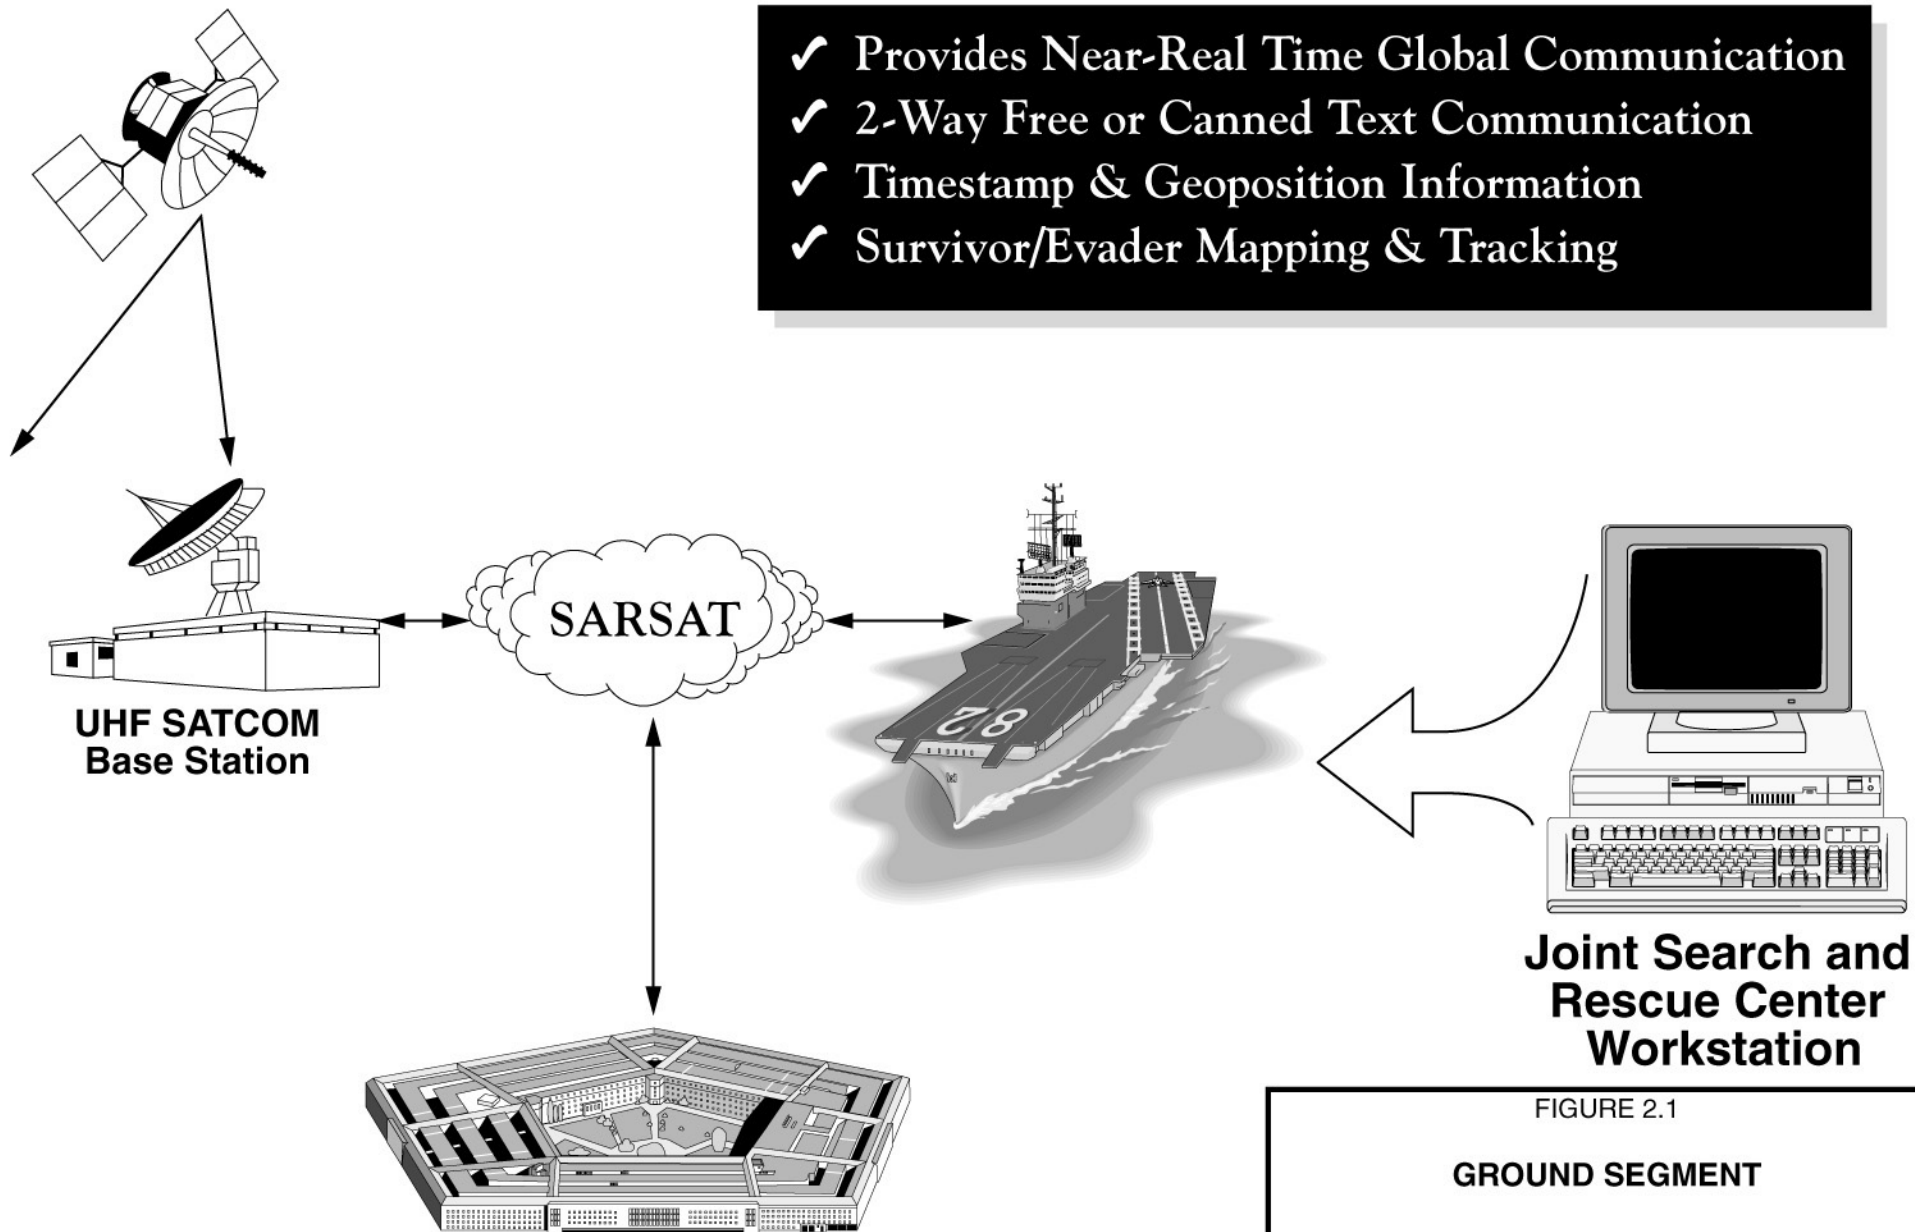 ✓ Provides Near-Real Time Global Communication
✓ 2-Way Free or Canned Text Communication
✓ Timestamp & Geoposition Information
✓ Survivor/Evader Mapping & Tracking
SARSAT
UHF SATCOM
Base Station
82
Joint Search and
Rescue Center
Workstation
FIGURE 2.1
GROUND SEGMENT